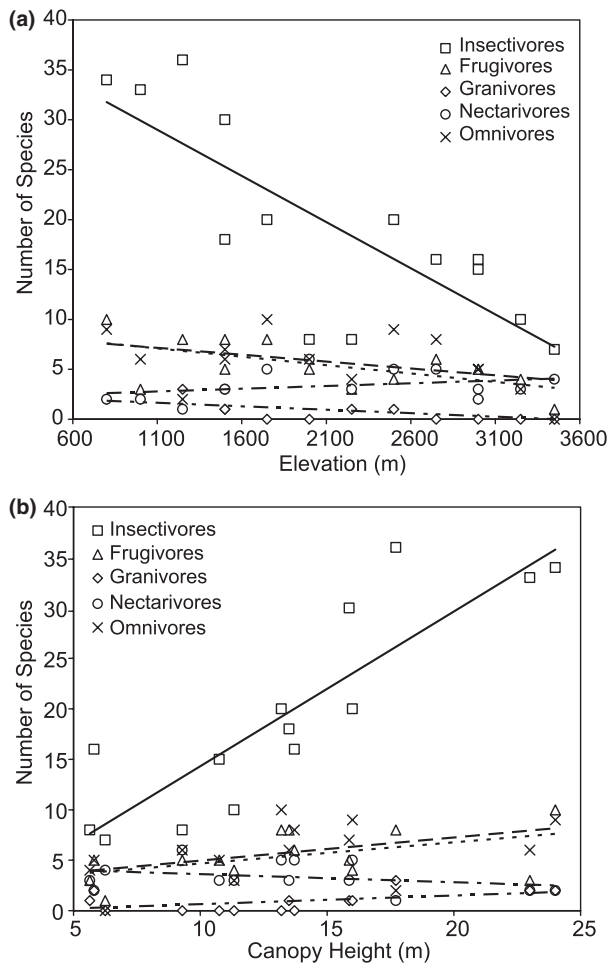 (a)
40
35
30
25
20
15
10
5
0
Number of Species
Insectivores
Frugivores
Granivores
Nectarivores
Omnivores
600 1100 1600 2100 2600 3100 3600
Elevation (m)
(b)
40
35
30
25
20
15
10
5
0
Number of Species
Insectivores
Frugivores
Granivores
Nectarivores
Omnivores
5 10 15 20 25
Canopy Height (m)